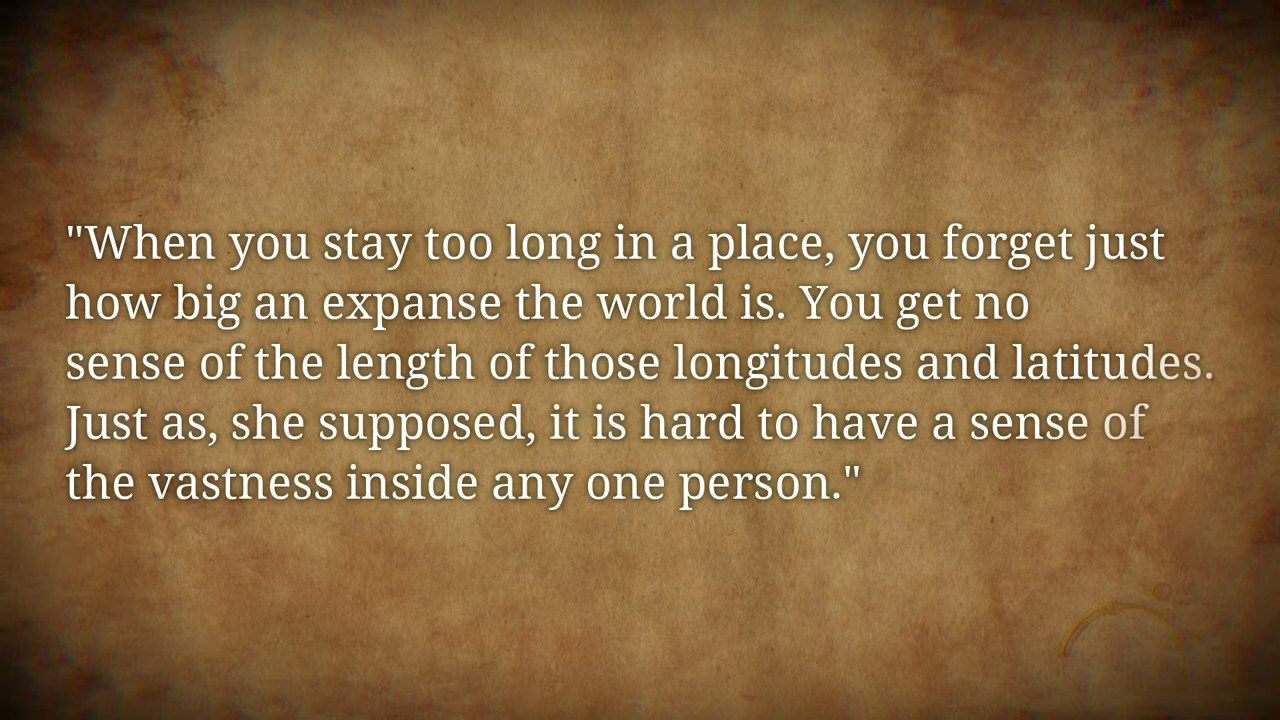 "When you stay too long in a place, you forget just
how big an expanse the world is. You get no
sense of the length of those longitudes and latitudes.
Just as, she supposed, it is hard to have a sense of
the vastness inside any one person."